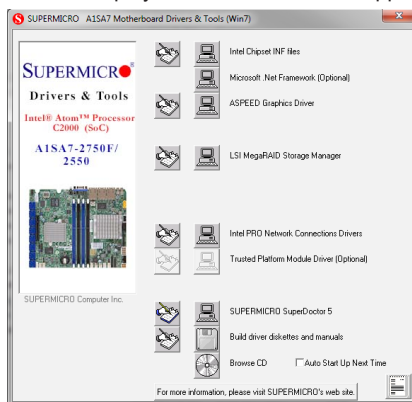 SUPERMICRO A1SA7 Motherboard Drivers & Tools (Win7)
SUPERMICRO
Drivers & Tools
Intel® Atom™ Processor
C2000 (SoC)
A1SA7-2750F/
2550
SUPERMICRO Computer Inc.
Intel Chipset INF files
Microsoft .Net Framework (Optional)
ASPEED Graphics Driver
LSI MegaRAID Storage Manager
Intel PRO Network Connections Drivers
Trusted Platform Module Driver (Optional)
SUPERMICRO SuperDoctor 5
Build driver diskettes and manuals
Browse CD
Auto Start Up Next Time
For more information, please visit SUPERMICRO's web site.